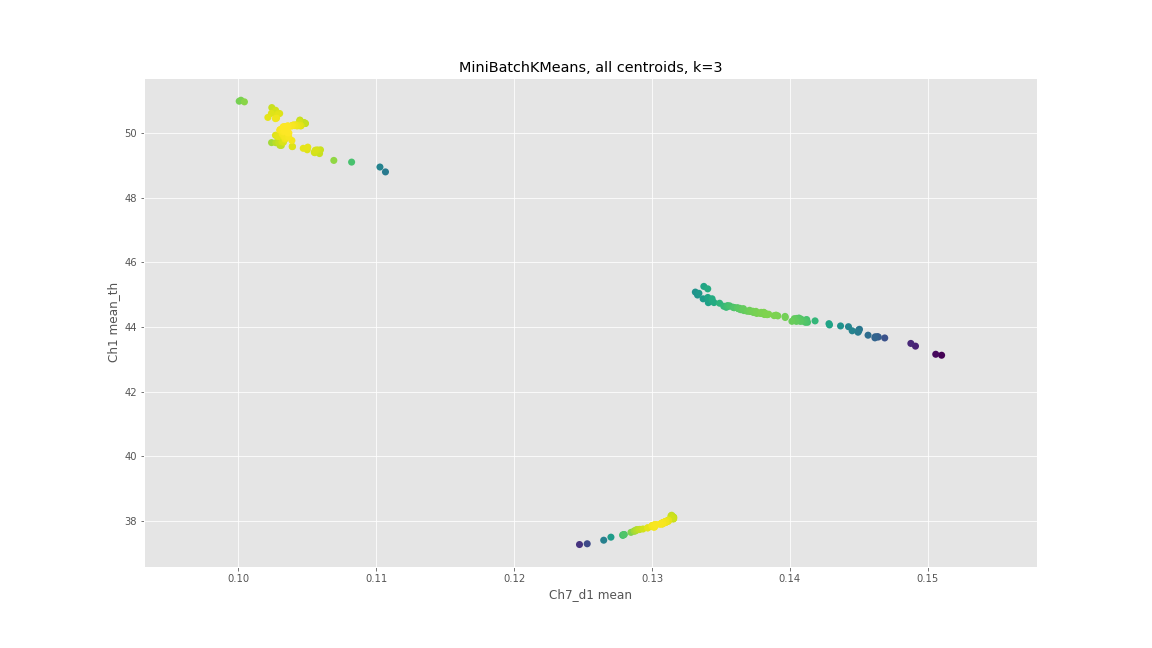 MiniBatchKMeans, all centroids, k=3
Ch1 mean_th
50
48
46
44
42
40
38
0.10 0.11 0.12 0.13 0.14 0.15
Ch7_d1 mean